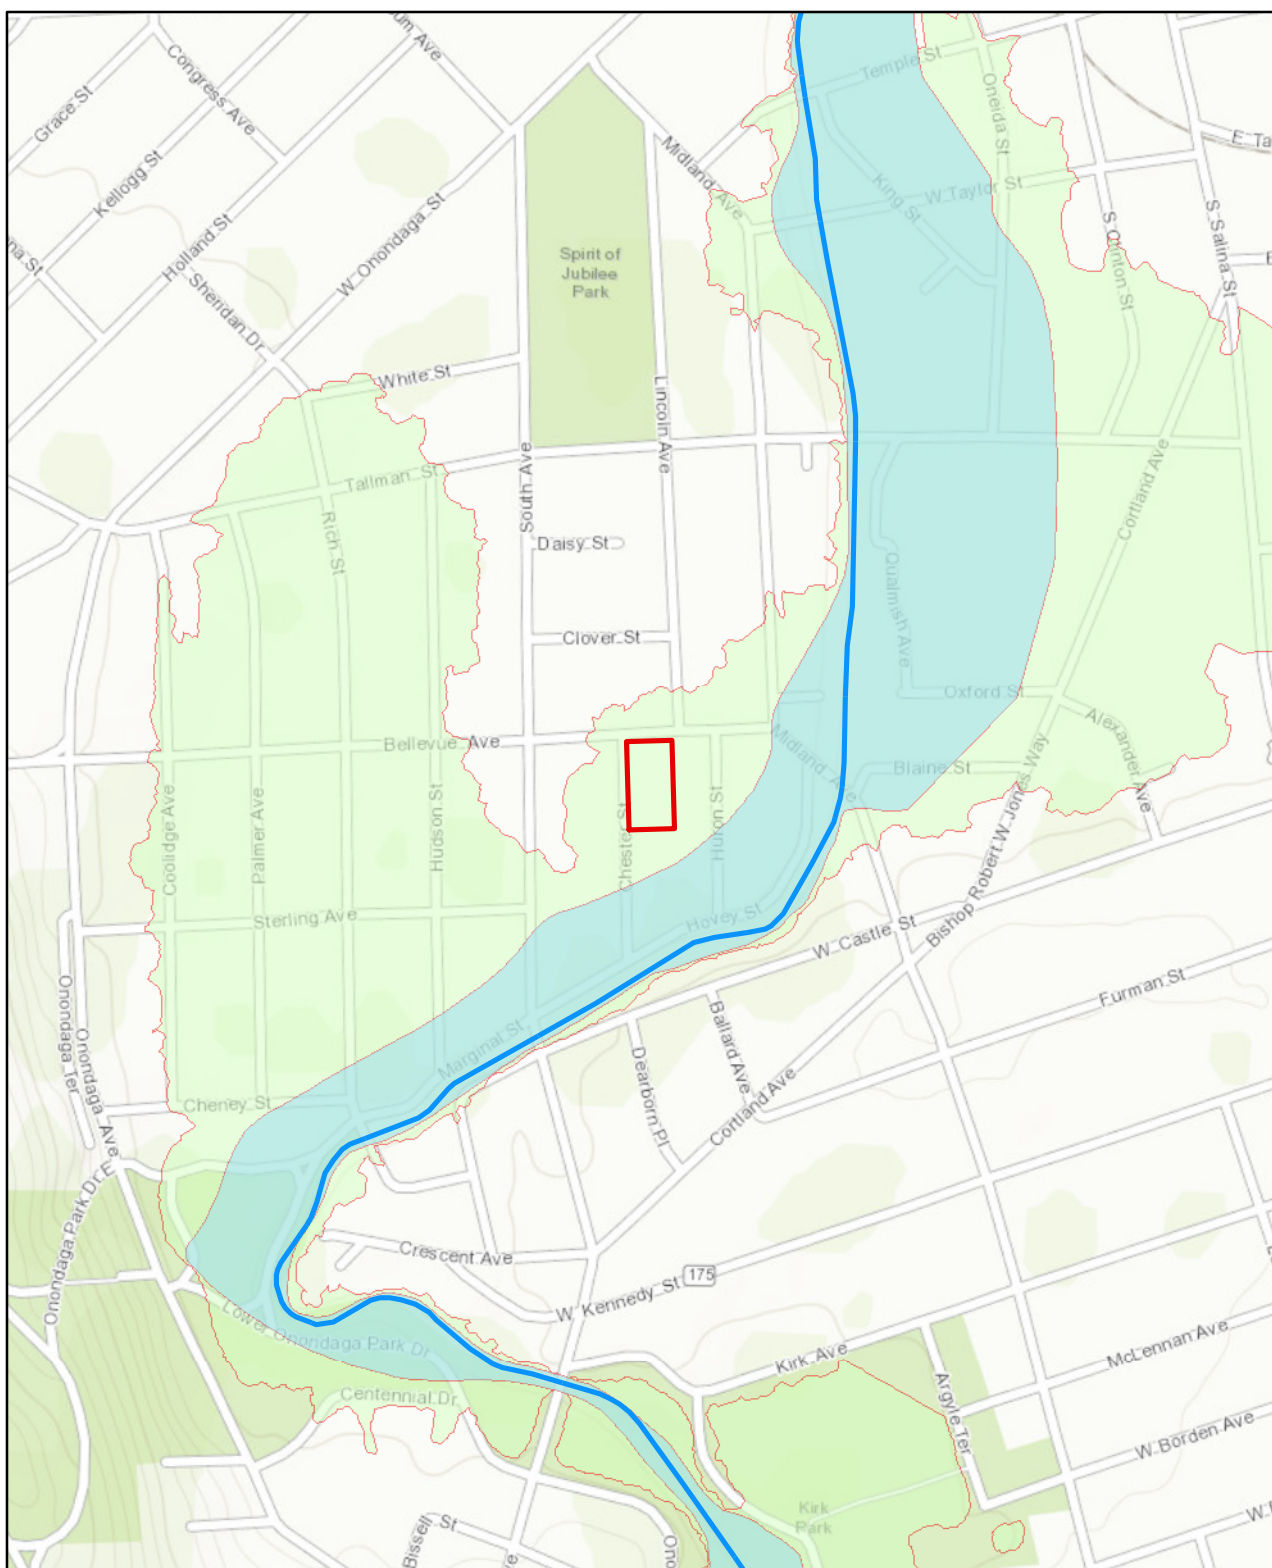 Congress Ave
Grace St
Kellogg St
Holland St
Sheridan Dr
W Onondaga St
Temple St
Oneida St
Midland Ave
King St
W Taylor St
S Clinton St
S Salina St
Spirit of
Jubilee
Park
White St
Lincoln Ave
Tallman St
South Ave
Rich St
Daisy St
Cortland Ave
Qualmish Ave
Clover St
Oxford St
Alexander Ave
Bellevue Ave
Midland Ave
Blaine St
Bishop Robert W Jones Way
Coolidge Ave
Palmer Ave
Hudson St
Chester St
Huron St
Sterling Ave
Hovey St
W Castle St
Furman St
Onondaga Ter
Onondaga Ave
Marginal St
Ballard Ave
Dearborn Pl
Cortland Ave
Cheney St
Onondaga Park Dr E
Crescent Ave
W Kennedy St
175
Lower Onondaga Park Dr
Kirk Ave
McLennan Ave
Centennial Dr
Argyle Ter
W Borden Ave
Kirk
Park
Bissell St